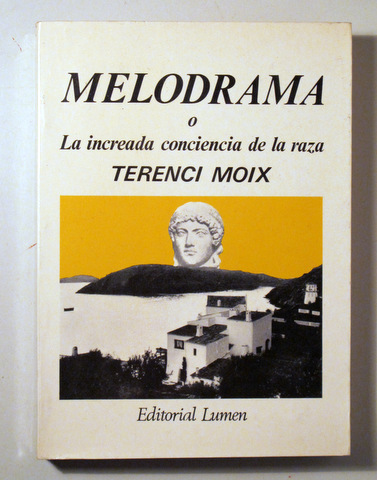 MELODRAMA
o
La increada conciencia de la raza
TERENCI MOIX
Editorial Lumen